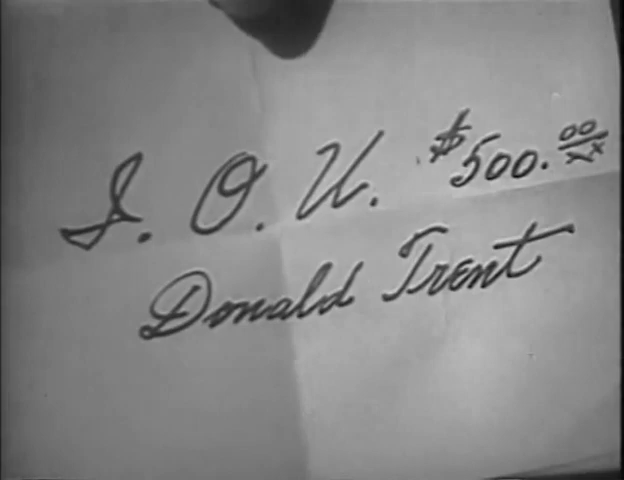 I. O. U. $500.00/xx
Donald Trent